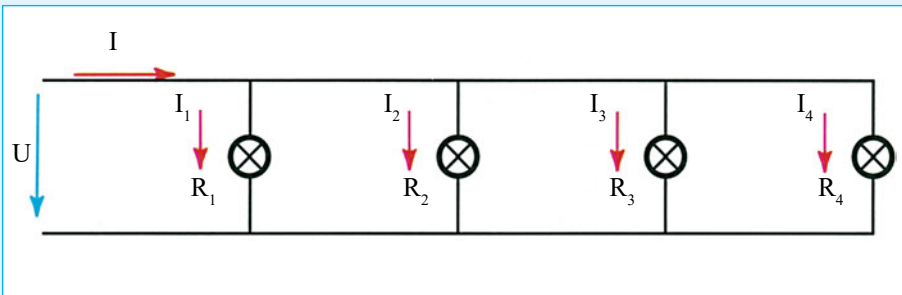 I
U
I₁
R₁
I₂
R₂
I₃
R₃
I₄
R₄